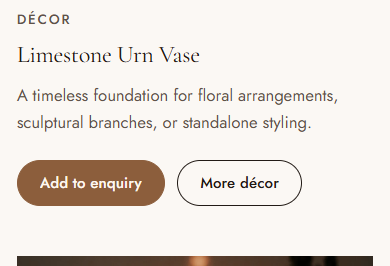 DÉCOR
Limestone Urn Vase
A timeless foundation for floral arrangements,
sculptural branches, or standalone styling.
Add to enquiry
More décor